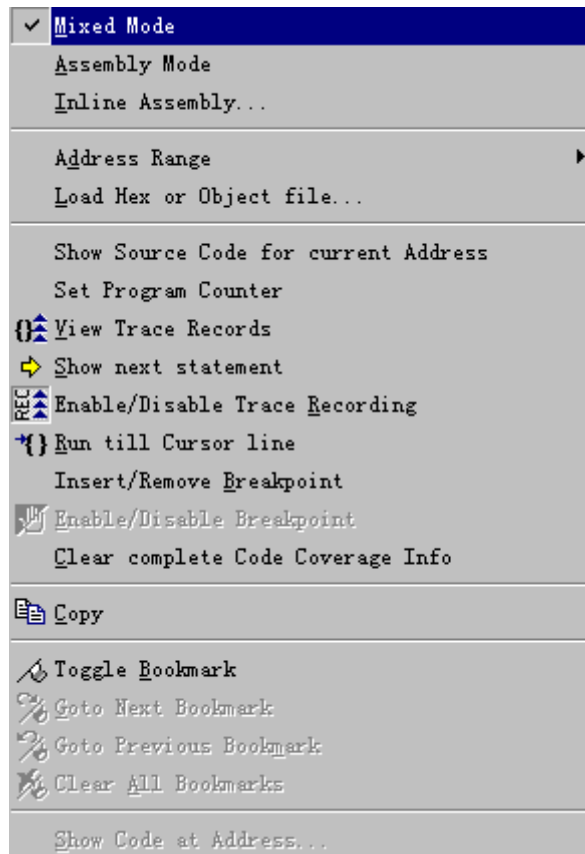 Mixed Mode
Assembly Mode
Inline Assembly...
Address Range
Load Hex or Object file...
Show Source Code for current Address
Set Program Counter
{} View Trace Records
Show next statement
REC Enable/Disable Trace Recording
{} Run till Cursor line
Insert/Remove Breakpoint
Enable/Disable Breakpoint
Clear complete Code Coverage Info
Copy
Toggle Bookmark
Goto Next Bookmark
Goto Previous Bookmark
Clear All Bookmarks
Show Code at Address...